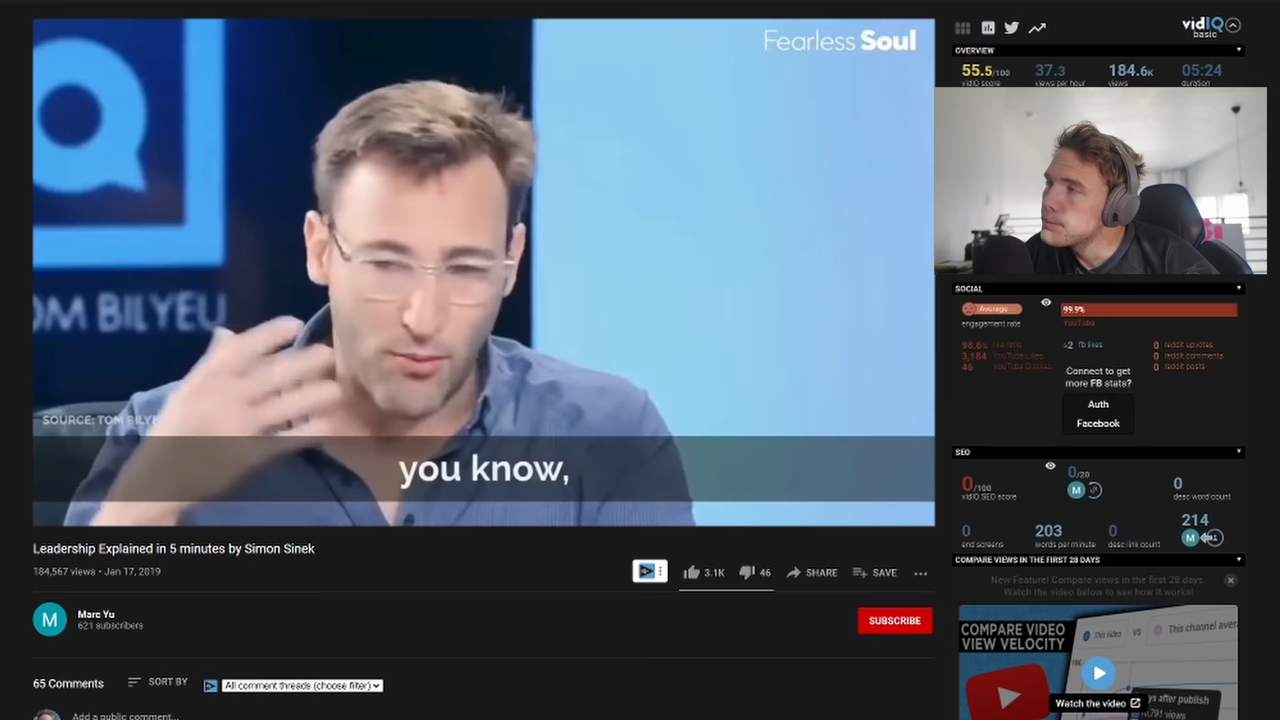 Fearless Soul
OM BILYEU
SOURCE: TOM BILYE
you know,
Leadership Explained in 5 minutes by Simon Sinek
184,567 views • Jan 17, 2019
3.1K
46
SHARE
SAVE
M
Marc Yu
621 subscribers
SUBSCRIBE
65 Comments
SORT BY
All comment threads (choose filter)
Add a public comment...
vidIQ
basic
OVERVIEW
55.5/100
37.3
184.6K
05:24
vidIQ score
views per hour
views
duration
SOCIAL
Average
99.9%
engagement rate
YouTube
98.6% like ratio
3,184 YouTube Likes
46 YouTube Dislikes
2 fb likes
0 reddit upvotes
0 reddit comments
0 reddit posts
Connect to get
more FB stats?
Auth
Facebook
SEO
0/100
0/20
0
vidIQ SEO score
M
desc word count
0
203
0
214
end screens
words per minute
desc link count
M
COMPARE VIEWS IN THE FIRST 28 DAYS
New Feature! Compare views in the first 28 days.
Watch the video below to see how it works!
COMPARE VIDEO
VIEW VELOCITY
This video
VS
This channel avera
ys after publish
Watch the video